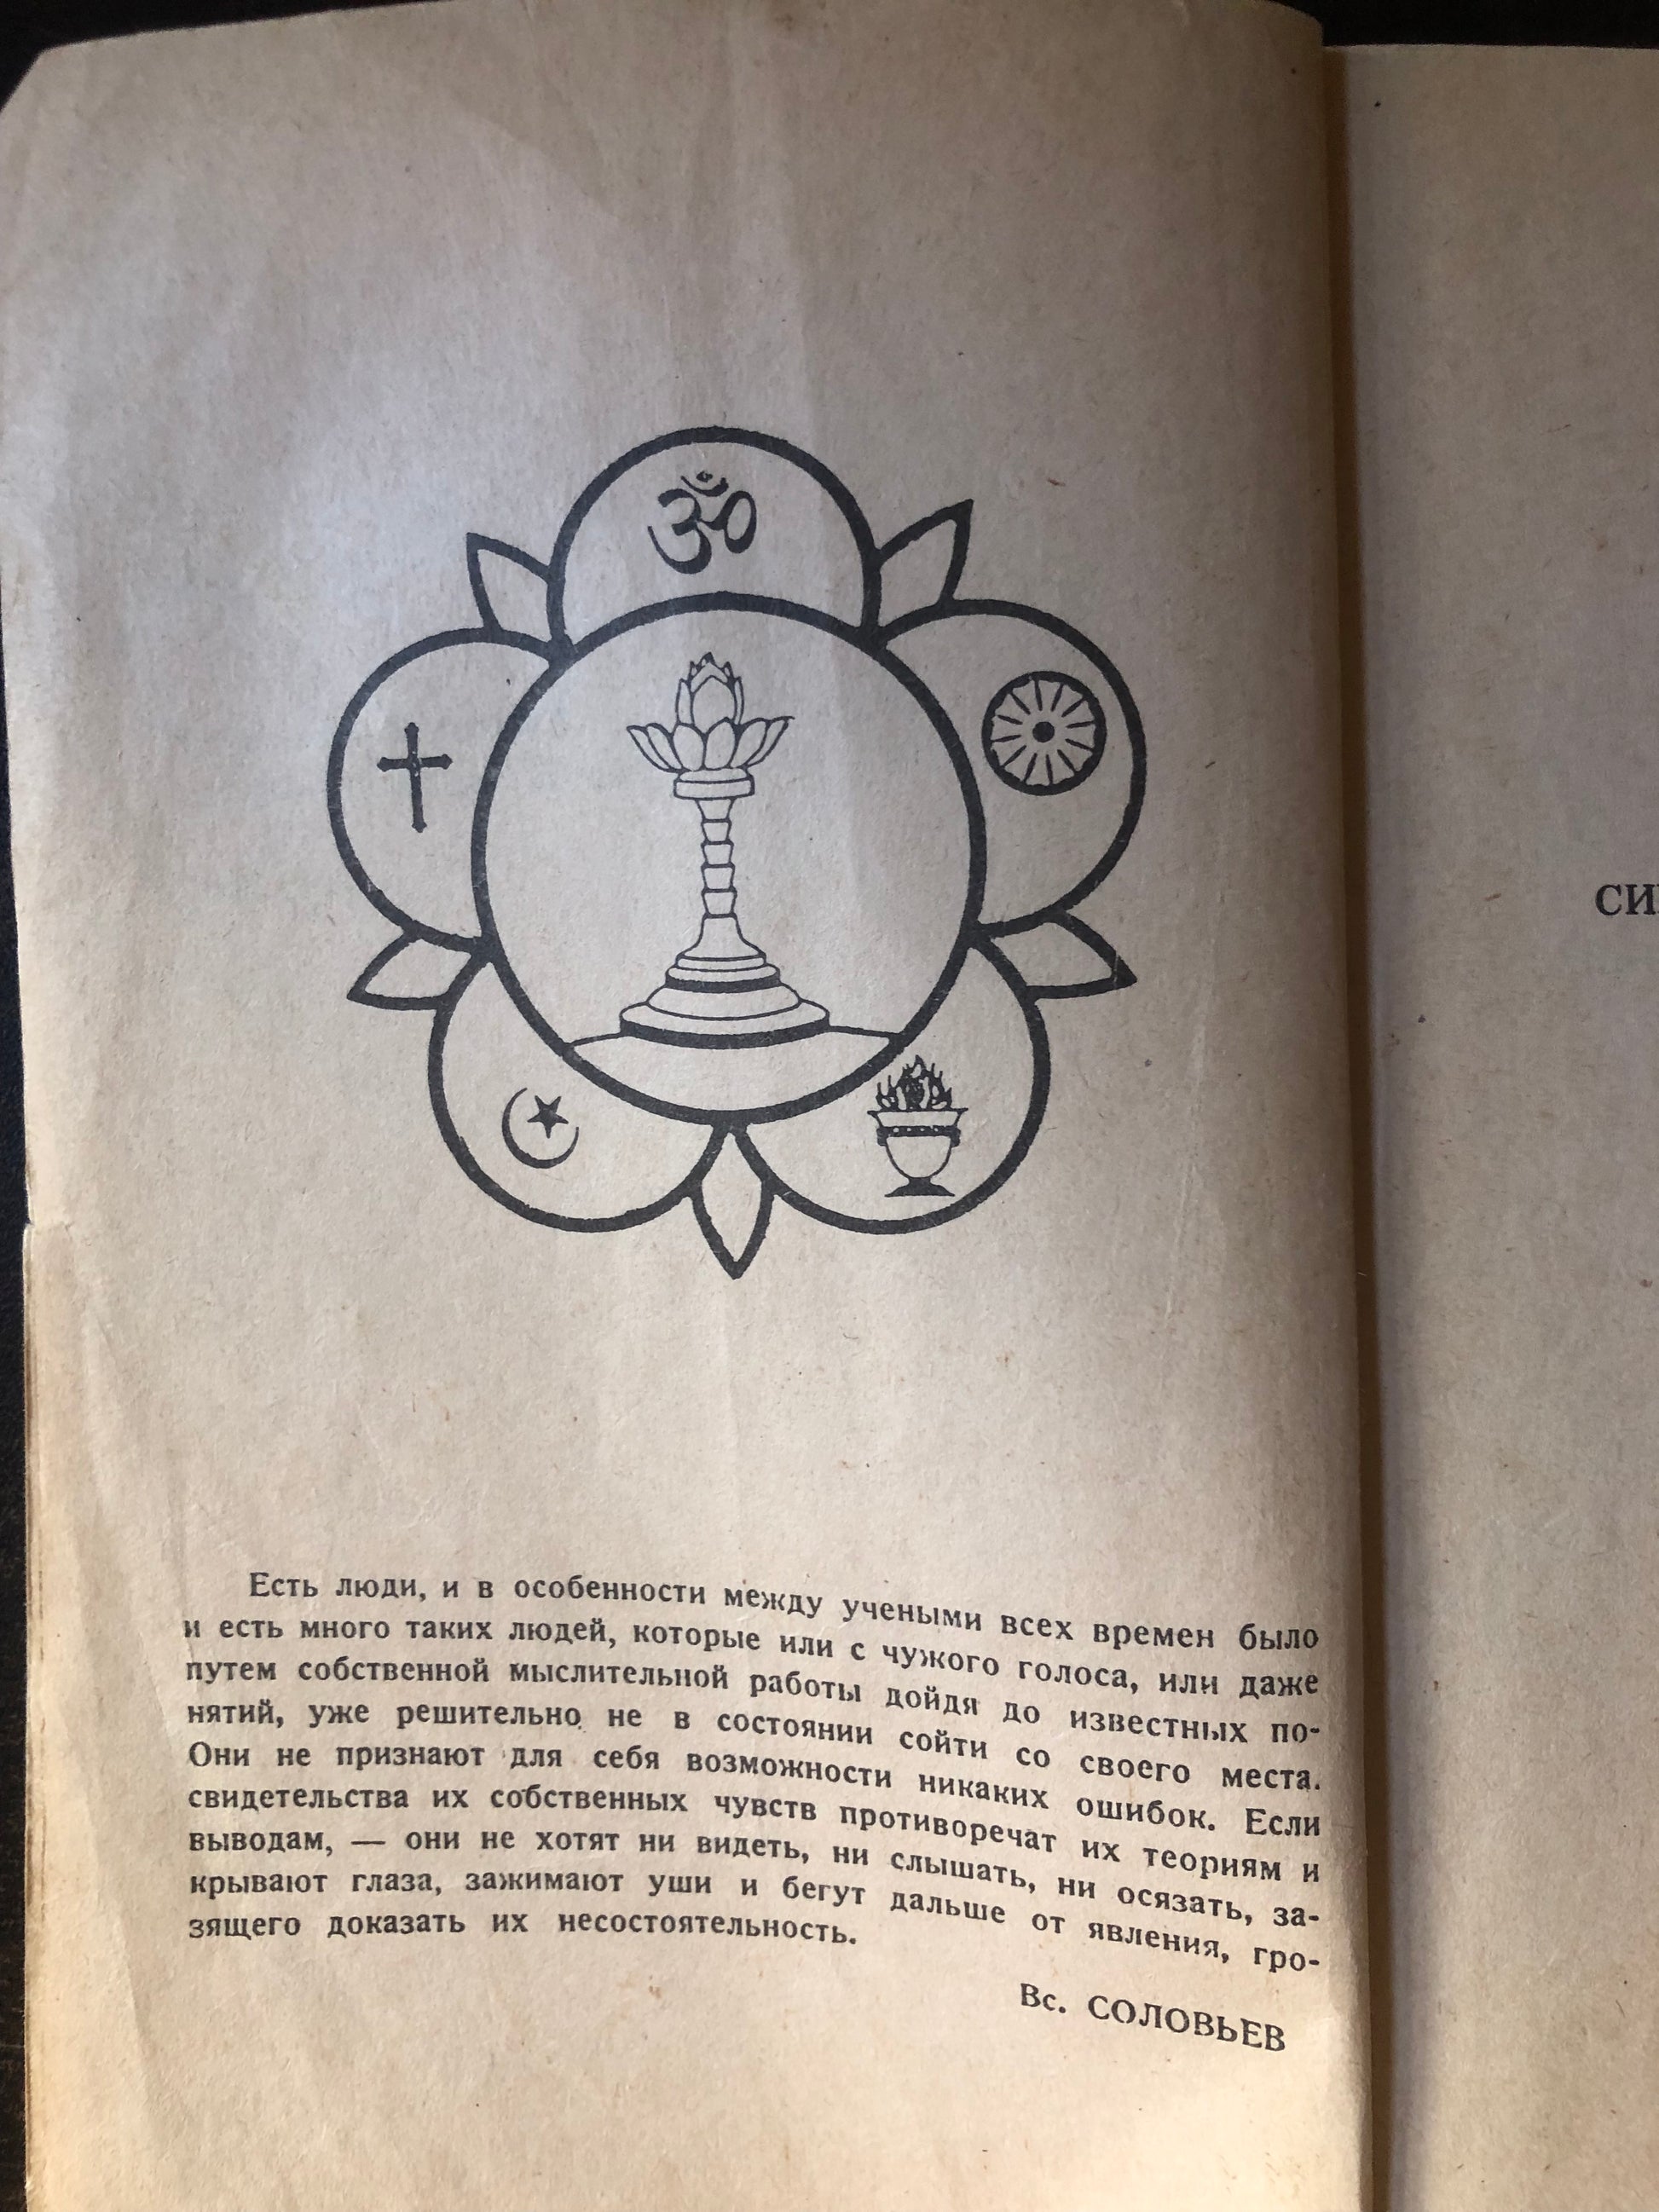 ॐ
Есть люди, и в особенности между учеными всех времен было
и есть много таких людей, которые или с чужого голоса, или даже
путем собственной мыслительной работы дойдя до известных по-
нятий, уже решительно не в состоянии сойти со своего места.
Они не признают для себя возможности никаких ошибок. Если
свидетельства их собственных чувств противоречат их теориям и
выводам, — они не хотят ни видеть, ни слышать, ни осязать, за-
крывают глаза, зажимают уши и бегут дальше от явления, гро-
зящего доказать их несостоятельность.
Вс. СОЛОВЬЕВ